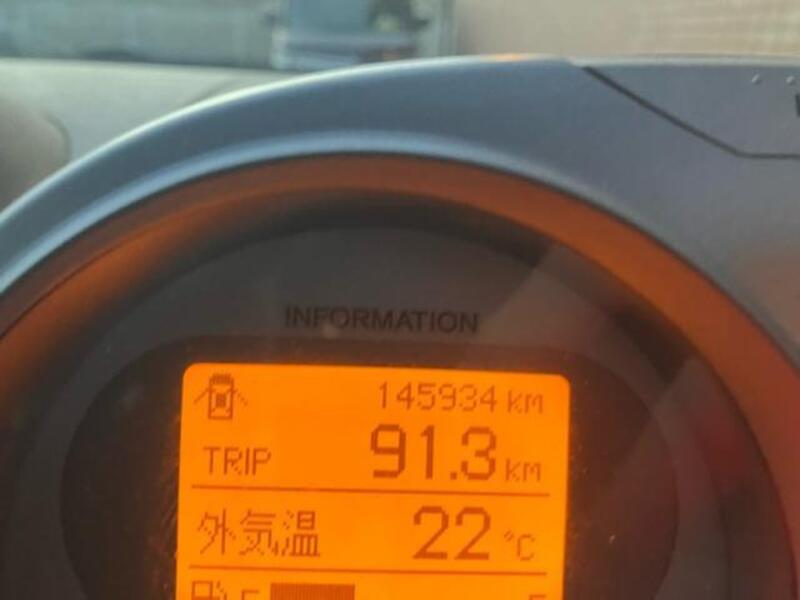 INFORMATION
145934 km
TRIP 91.3 km
外気温 22 °C